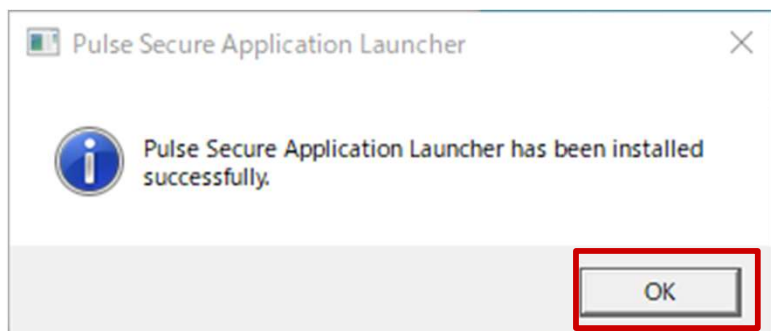 Pulse Secure Application Launcher
Pulse Secure Application Launcher has been installed
successfully.
OK